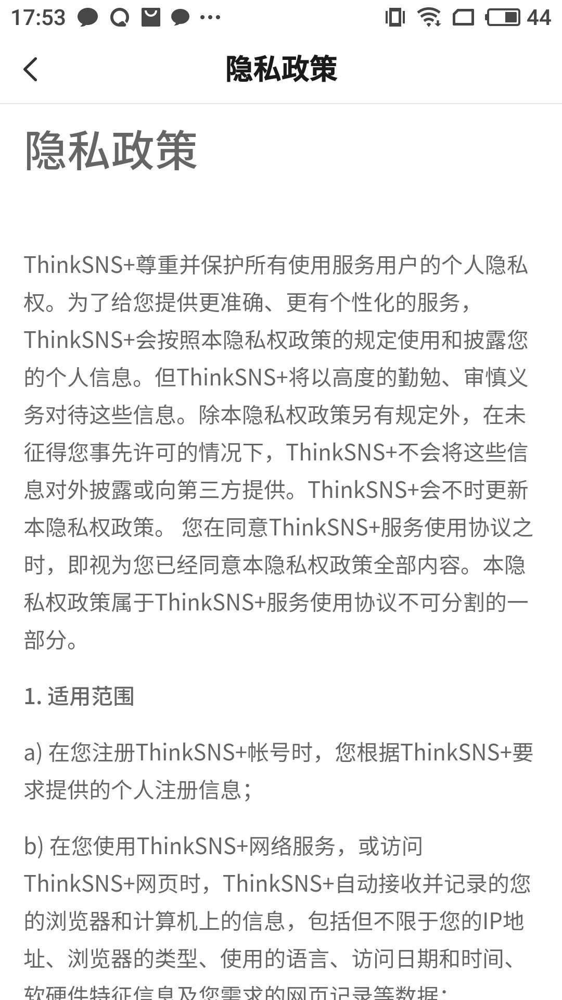 17:53
44
隐私政策
隐私政策
ThinkSNS+尊重并保护所有使用服务用户的个人隐私
权。为了给您提供更准确、更有个性化的服务，
ThinkSNS+会按照本隐私权政策的规定使用和披露您
的个人信息。但ThinkSNS+将以高度的勤勉、审慎义
务对待这些信息。除本隐私权政策另有规定外，在未
征得您事先许可的情况下，ThinkSNS+不会将这些信
息对外披露或向第三方提供。ThinkSNS+会不时更新
本隐私权政策。 您在同意ThinkSNS+服务使用协议之
时，即视为您已经同意本隐私权政策全部内容。本隐
私权政策属于ThinkSNS+服务使用协议不可分割的一
部分。
1. 适用范围
a) 在您注册ThinkSNS+帐号时，您根据ThinkSNS+要
求提供的个人注册信息；
b) 在您使用ThinkSNS+网络服务，或访问
ThinkSNS+网页时，ThinkSNS+自动接收并记录的您
的浏览器和计算机上的信息，包括但不限于您的IP地
址、浏览器的类型、使用的语言、访问日期和时间、
软硬件特征信息及您需求的网页记录等数据；